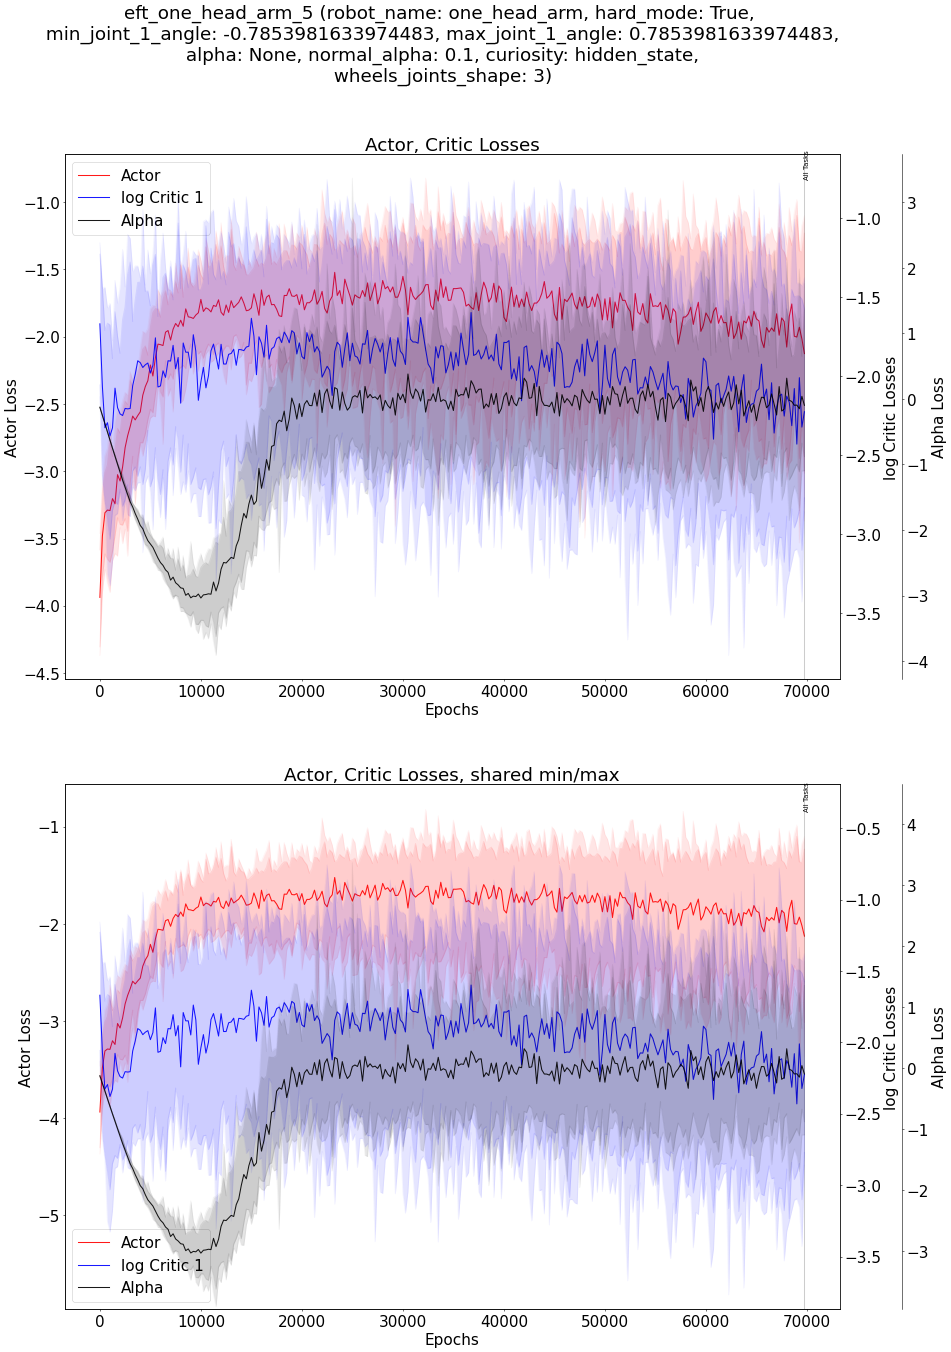 eft_one_head_arm_5 (robot_name: one_head_arm, hard_mode: True,
min_joint_1_angle: -0.7853981633974483, max_joint_1_angle: 0.7853981633974483,
alpha: None, normal_alpha: 0.1, curiosity: hidden_state,
wheels_joints_shape: 3)
Actor, Critic Losses
All Tasks
Actor
log Critic 1
Alpha
−1.0
−1.5
−2.0
−2.5
−3.0
−3.5
−4.0
−4.5
Actor Loss
0
10000
20000
30000
40000
50000
60000
70000
Epochs
−1.0
−1.5
−2.0
−2.5
−3.0
−3.5
log Critic Losses
3
2
1
0
−1
−2
−3
−4
Alpha Loss
Actor, Critic Losses, shared min/max
All Tasks
−1
−2
−3
−4
−5
Actor Loss
Actor
log Critic 1
Alpha
0
10000
20000
30000
40000
50000
60000
70000
Epochs
−0.5
−1.0
−1.5
−2.0
−2.5
−3.0
−3.5
log Critic Losses
4
3
2
1
0
−1
−2
−3
Alpha Loss